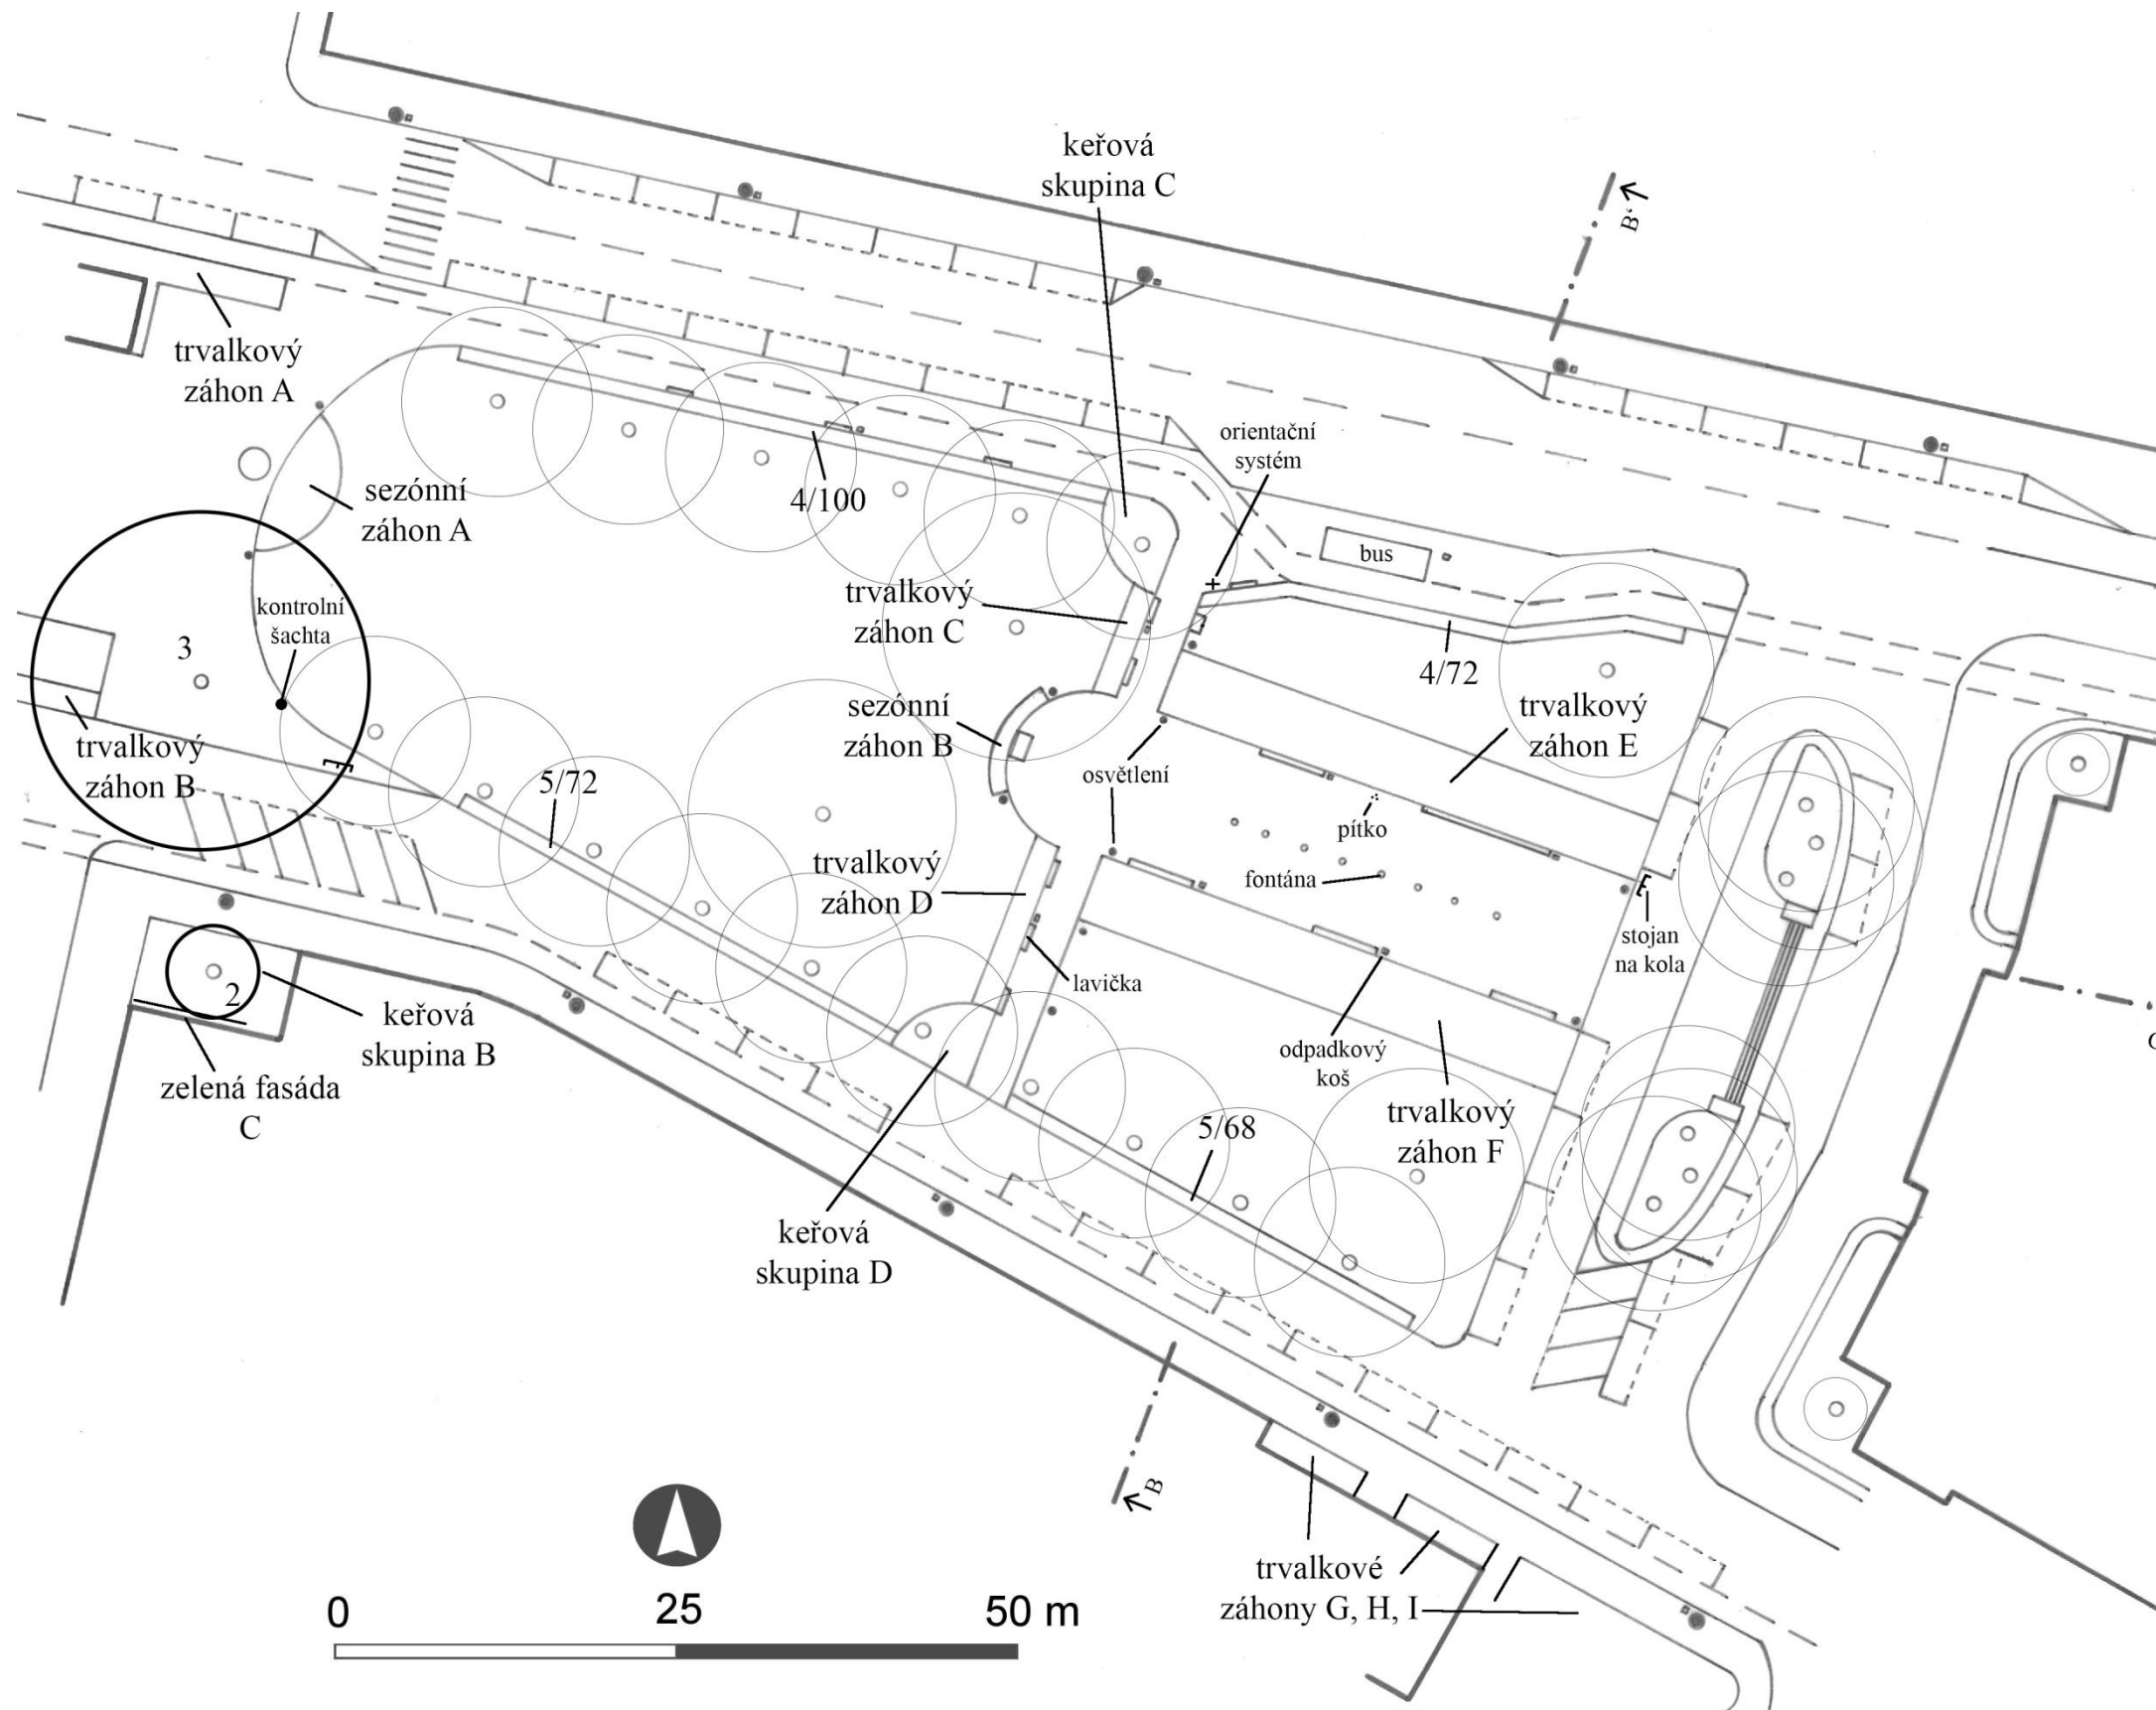 keřová
skupina C
B'
trvalkový
záhon A
orientační
systém
sezónní
záhon A
4/100
bus
kontrolní
šachta
trvalkový
záhon C
3
4/72
sezónní
záhon B
trvalkový
záhon E
trvalkový
záhon B
5/72
osvětlení
pítko
trvalkový
záhon D
fontána
stojan
na kola
lavička
2
keřová
skupina B
odpadkový
koš
zelená fasáda
C
trvalkový
záhon F
5/68
keřová
skupina D
B
trvalkové
záhony G, H, I
0 25 50 m